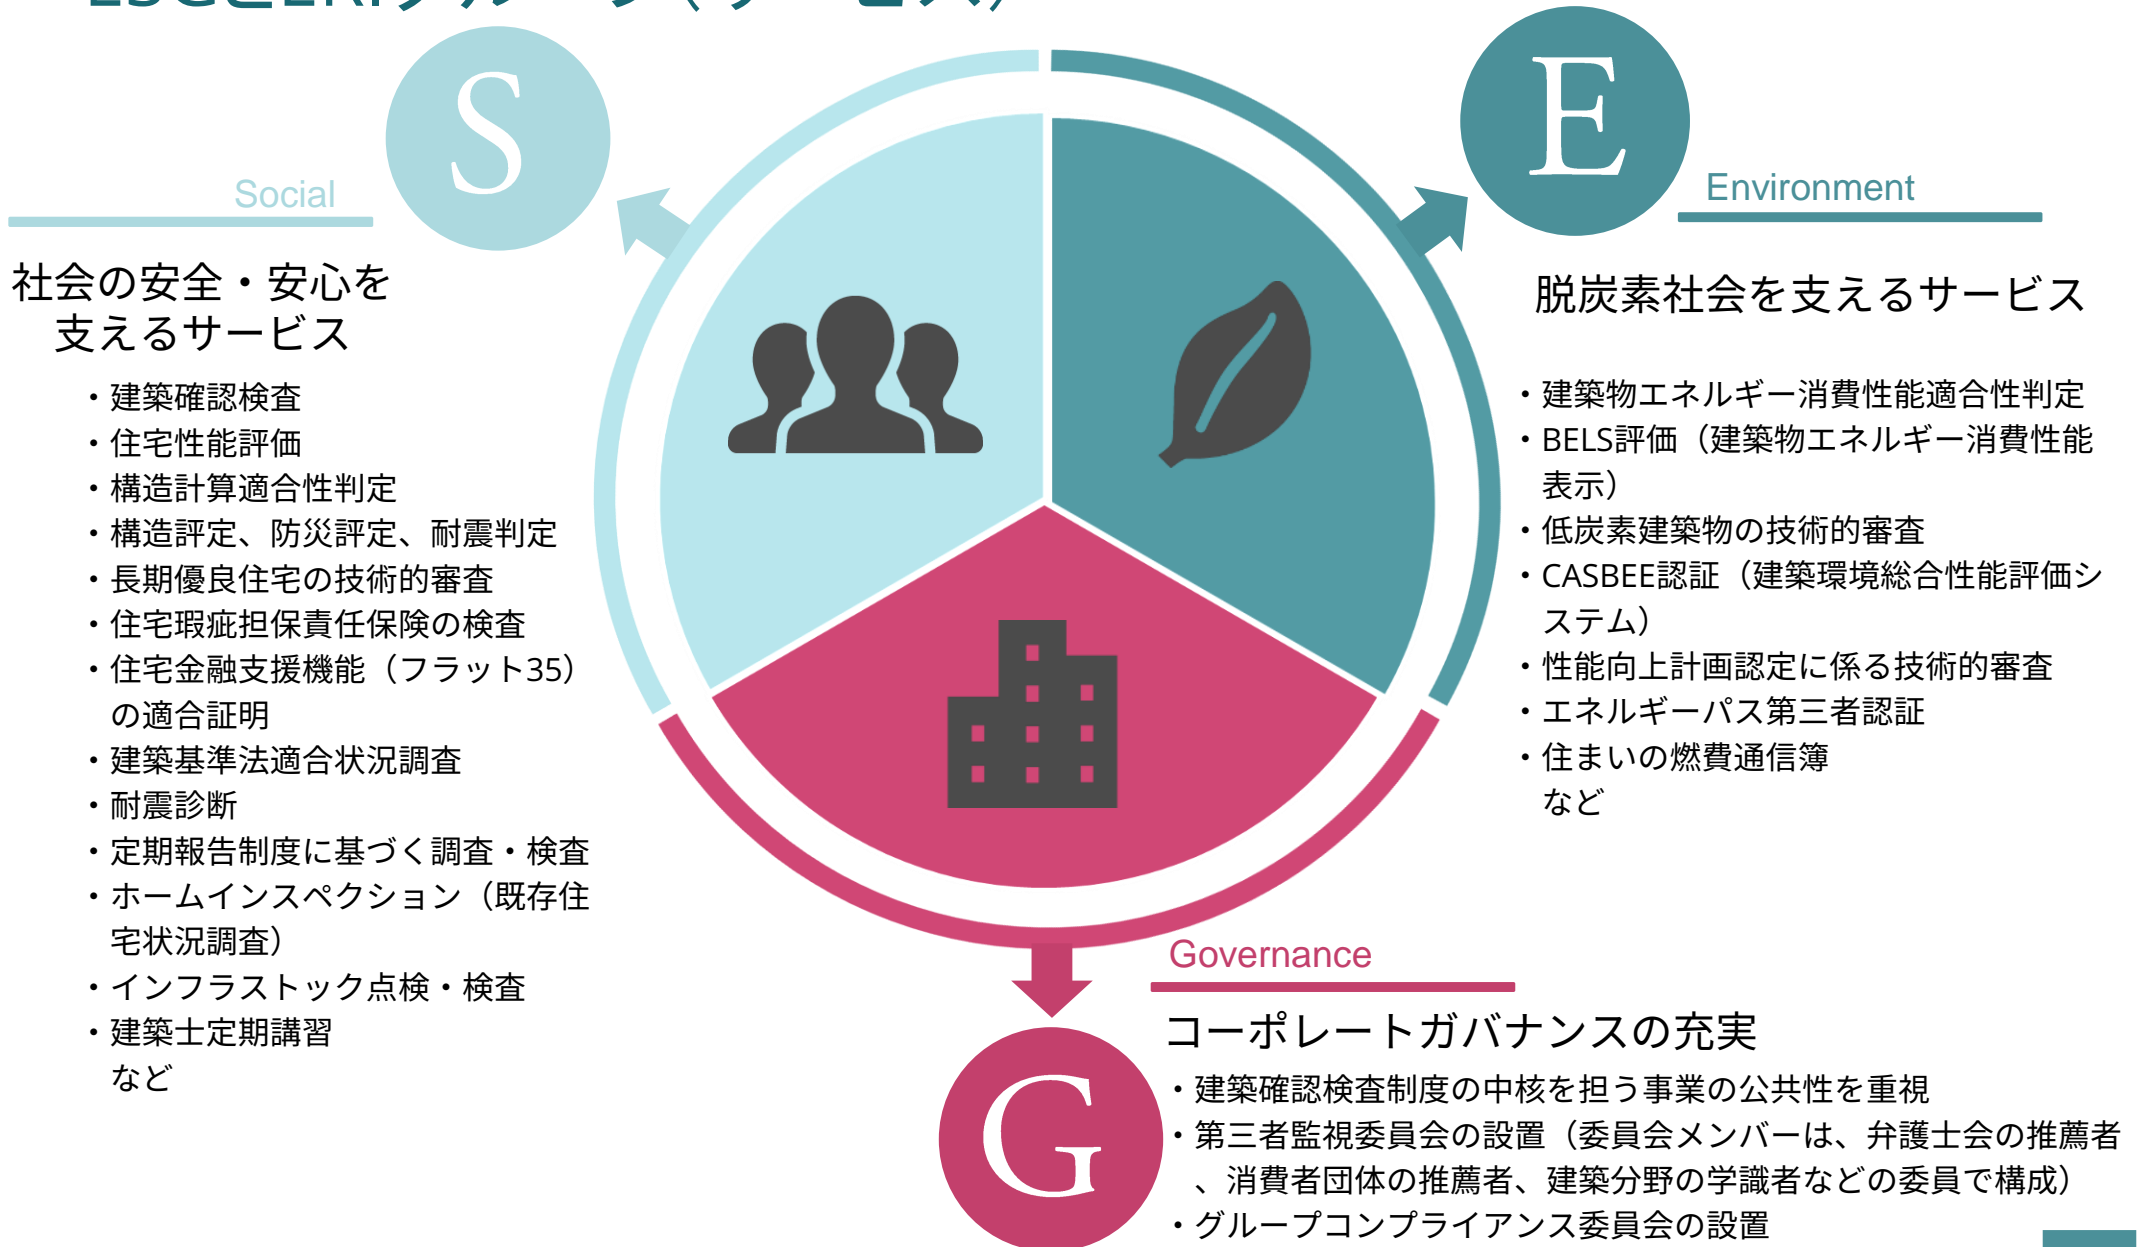 ESGとERIグループ（サービス）
S
Social
社会の安全・安心を
支えるサービス
・建築確認検査
・住宅性能評価
・構造計算適合性判定
・構造評定、防災評定、耐震判定
・長期優良住宅の技術的審査
・住宅瑕疵担保責任保険の検査
・住宅金融支援機能（フラット35）
の適合証明
・建築基準法適合状況調査
・耐震診断
・定期報告制度に基づく調査・検査
・ホームインスペクション（既存住
宅状況調査）
・インフラストック点検・検査
・建築士定期講習
など
E
Environment
脱炭素社会を支えるサービス
・建築物エネルギー消費性能適合性判定
・BELS評価（建築物エネルギー消費性能
表示）
・低炭素建築物の技術的審査
・CASBEE認証（建築環境総合性能評価シ
ステム）
・性能向上計画認定に係る技術的審査
・エネルギーパス第三者認証
・住まいの燃費通信簿
など
G
Governance
コーポレートガバナンスの充実
・建築確認検査制度の中核を担う事業の公共性を重視
・第三者監視委員会の設置（委員会メンバーは、弁護士会の推薦者
、消費者団体の推薦者、建築分野の学識者などの委員で構成）
・グループコンプライアンス委員会の設置